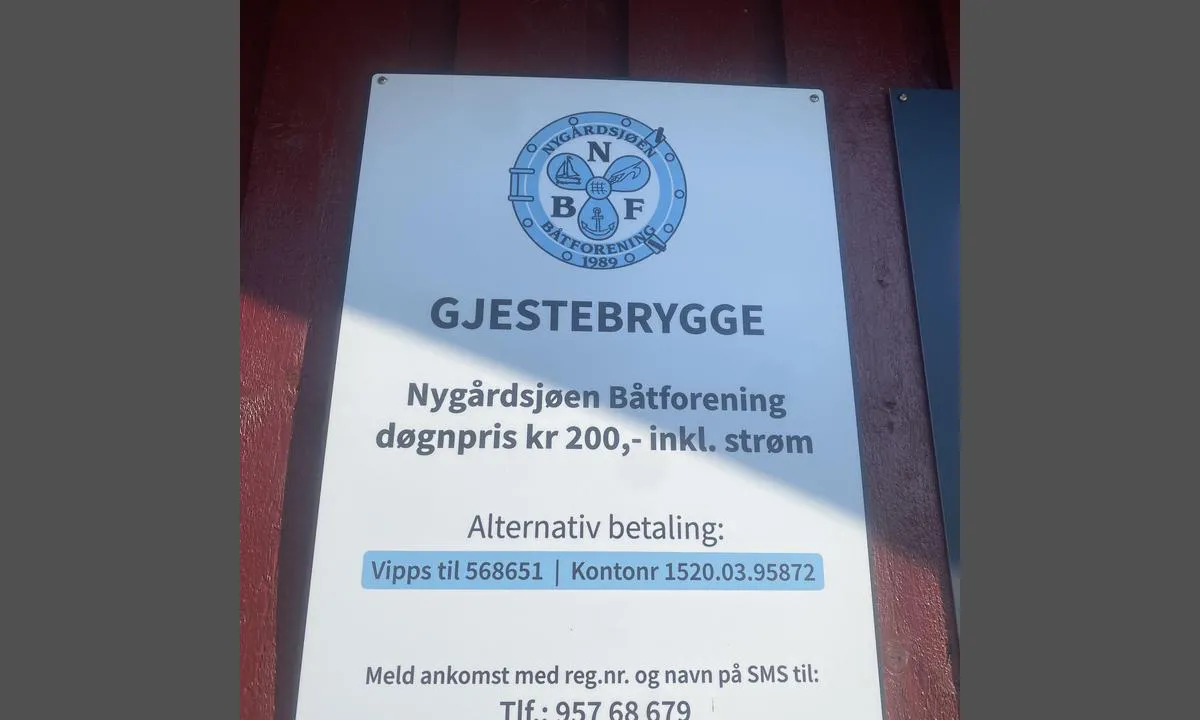 NYGÅRDSJØEN
N
B F
BÅTFORENING
1989
GJESTEBRYGGE
Nygårdsjøen Båtforening
døgnpris kr 200,- inkl. strøm
Alternativ betaling:
Vipps til 568651 | Kontonr 1520.03.95872
Meld ankomst med reg.nr. og navn på SMS til:
Tlf.: 957 68 679